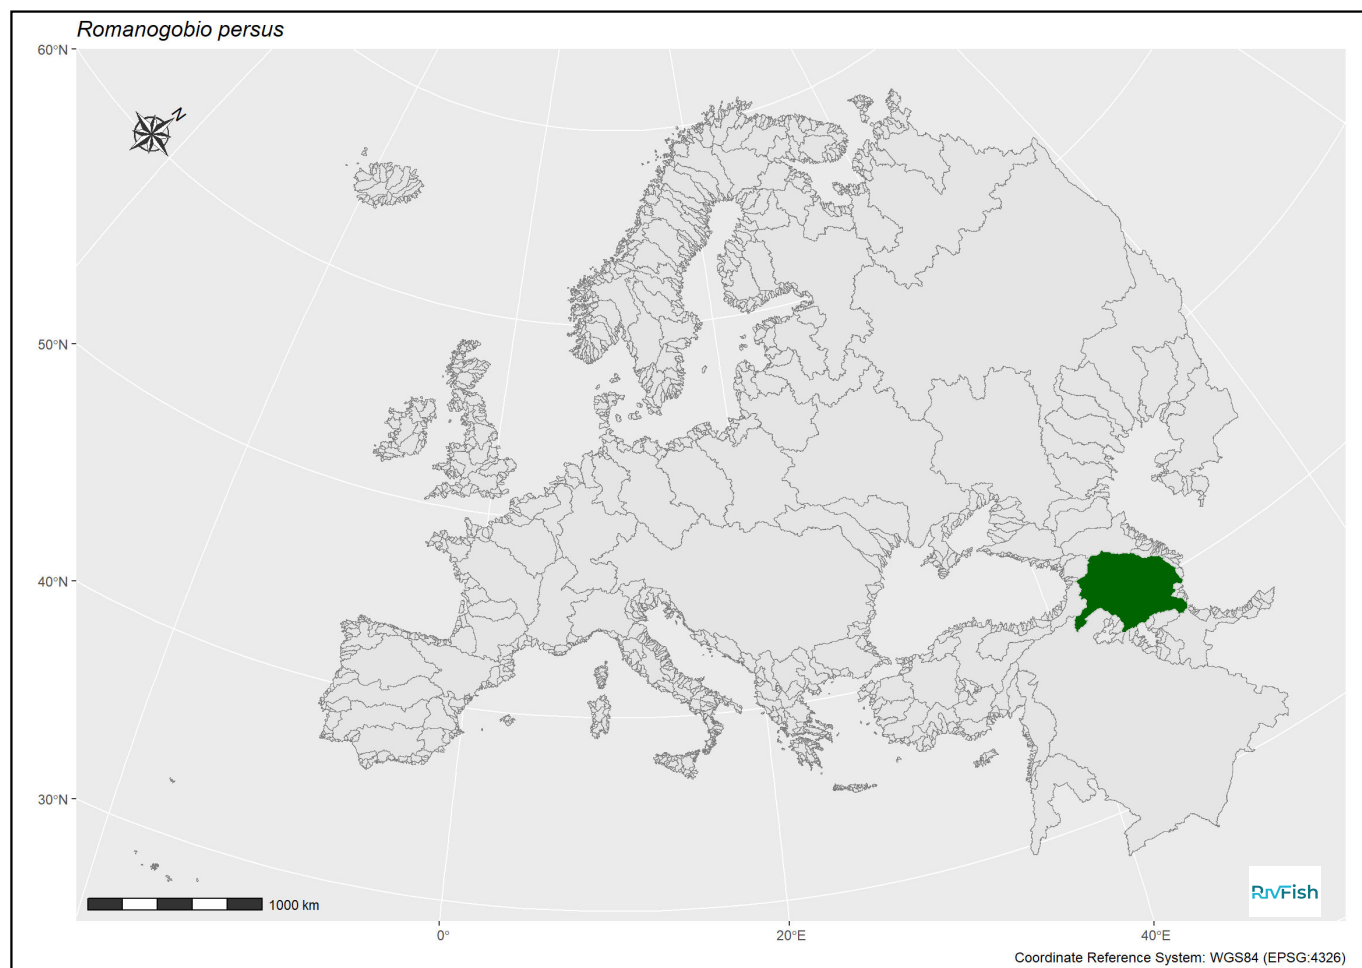 Romanogobio persus
60°N
N
50°N
40°N
30°N
1000 km
RivFish
0°
20°E
40°E
Coordinate Reference System: WGS84 (EPSG:4326)